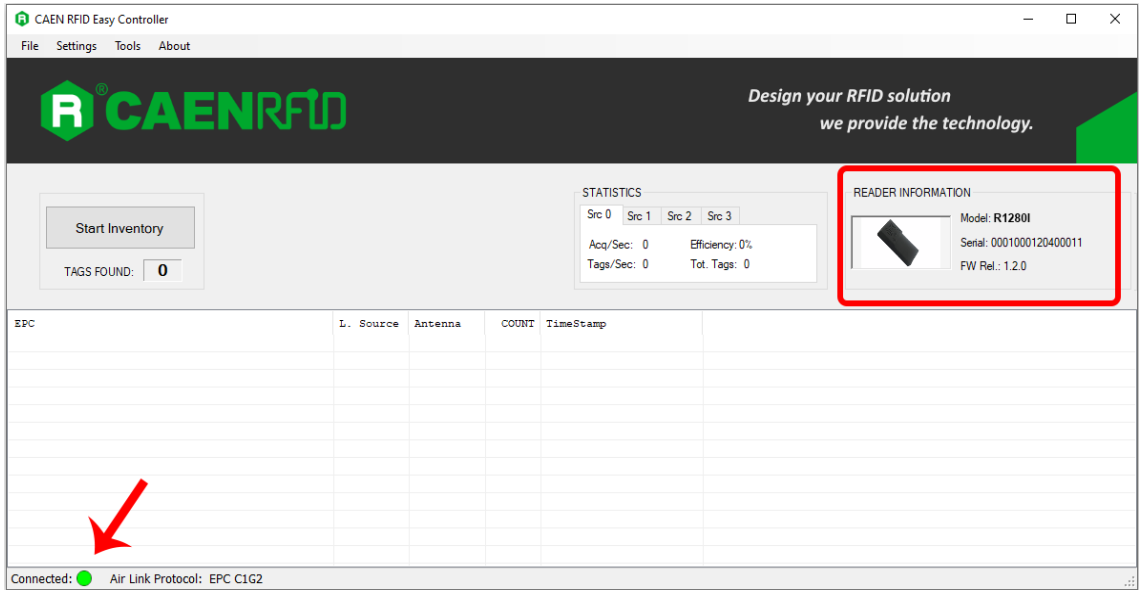 CAEN RFID Easy Controller
File Settings Tools About
R ® CAENRFID
Design your RFID solution
we provide the technology.
Start Inventory
TAGS FOUND: 0
STATISTICS
Src 0 Src 1 Src 2 Src 3
Acq/Sec: 0 Efficiency: 0%
Tags/Sec: 0 Tot. Tags: 0
READER INFORMATION
Model: R1280I
Serial: 0001000120400011
FW Rel.: 1.2.0
EPC L. Source Antenna COUNT TimeStamp
Connected: Air Link Protocol: EPC C1G2